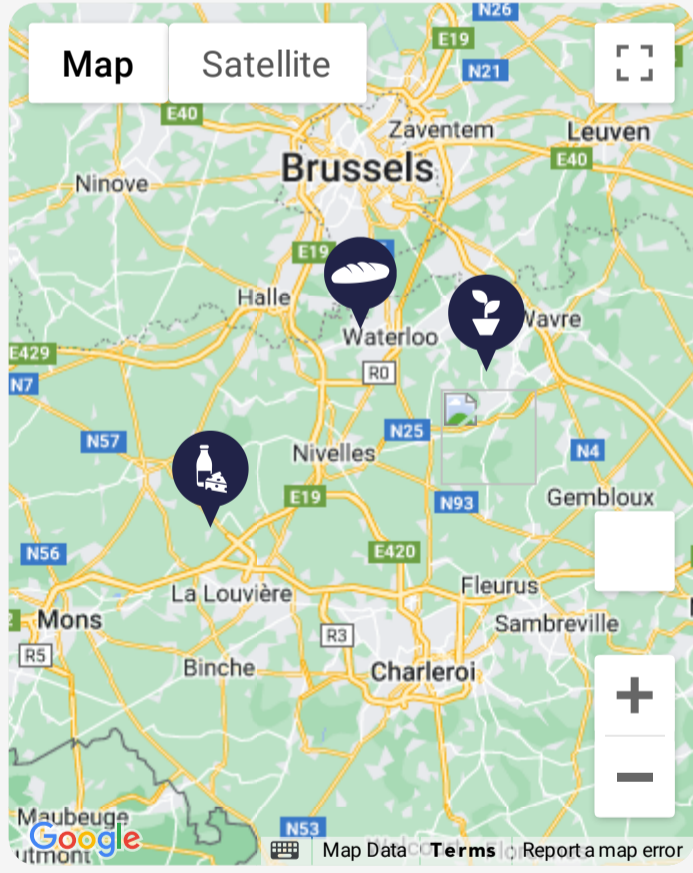 N26
E19
Map
Satellite
N21
E40
Zaventem
Leuven
Brussels
E40
Ninove
E19
Halle
Wavre
Waterloo
E429
R0
N7
N25
N57
Nivelles
N4
E19
Gembloux
N93
N56
E420
La Louvière
Fleurus
Mons
Sambreville
R3
R5
Binche
Charleroi
Maubeuge
Google
utmont
N53
Map Data
Terms
Report a map error